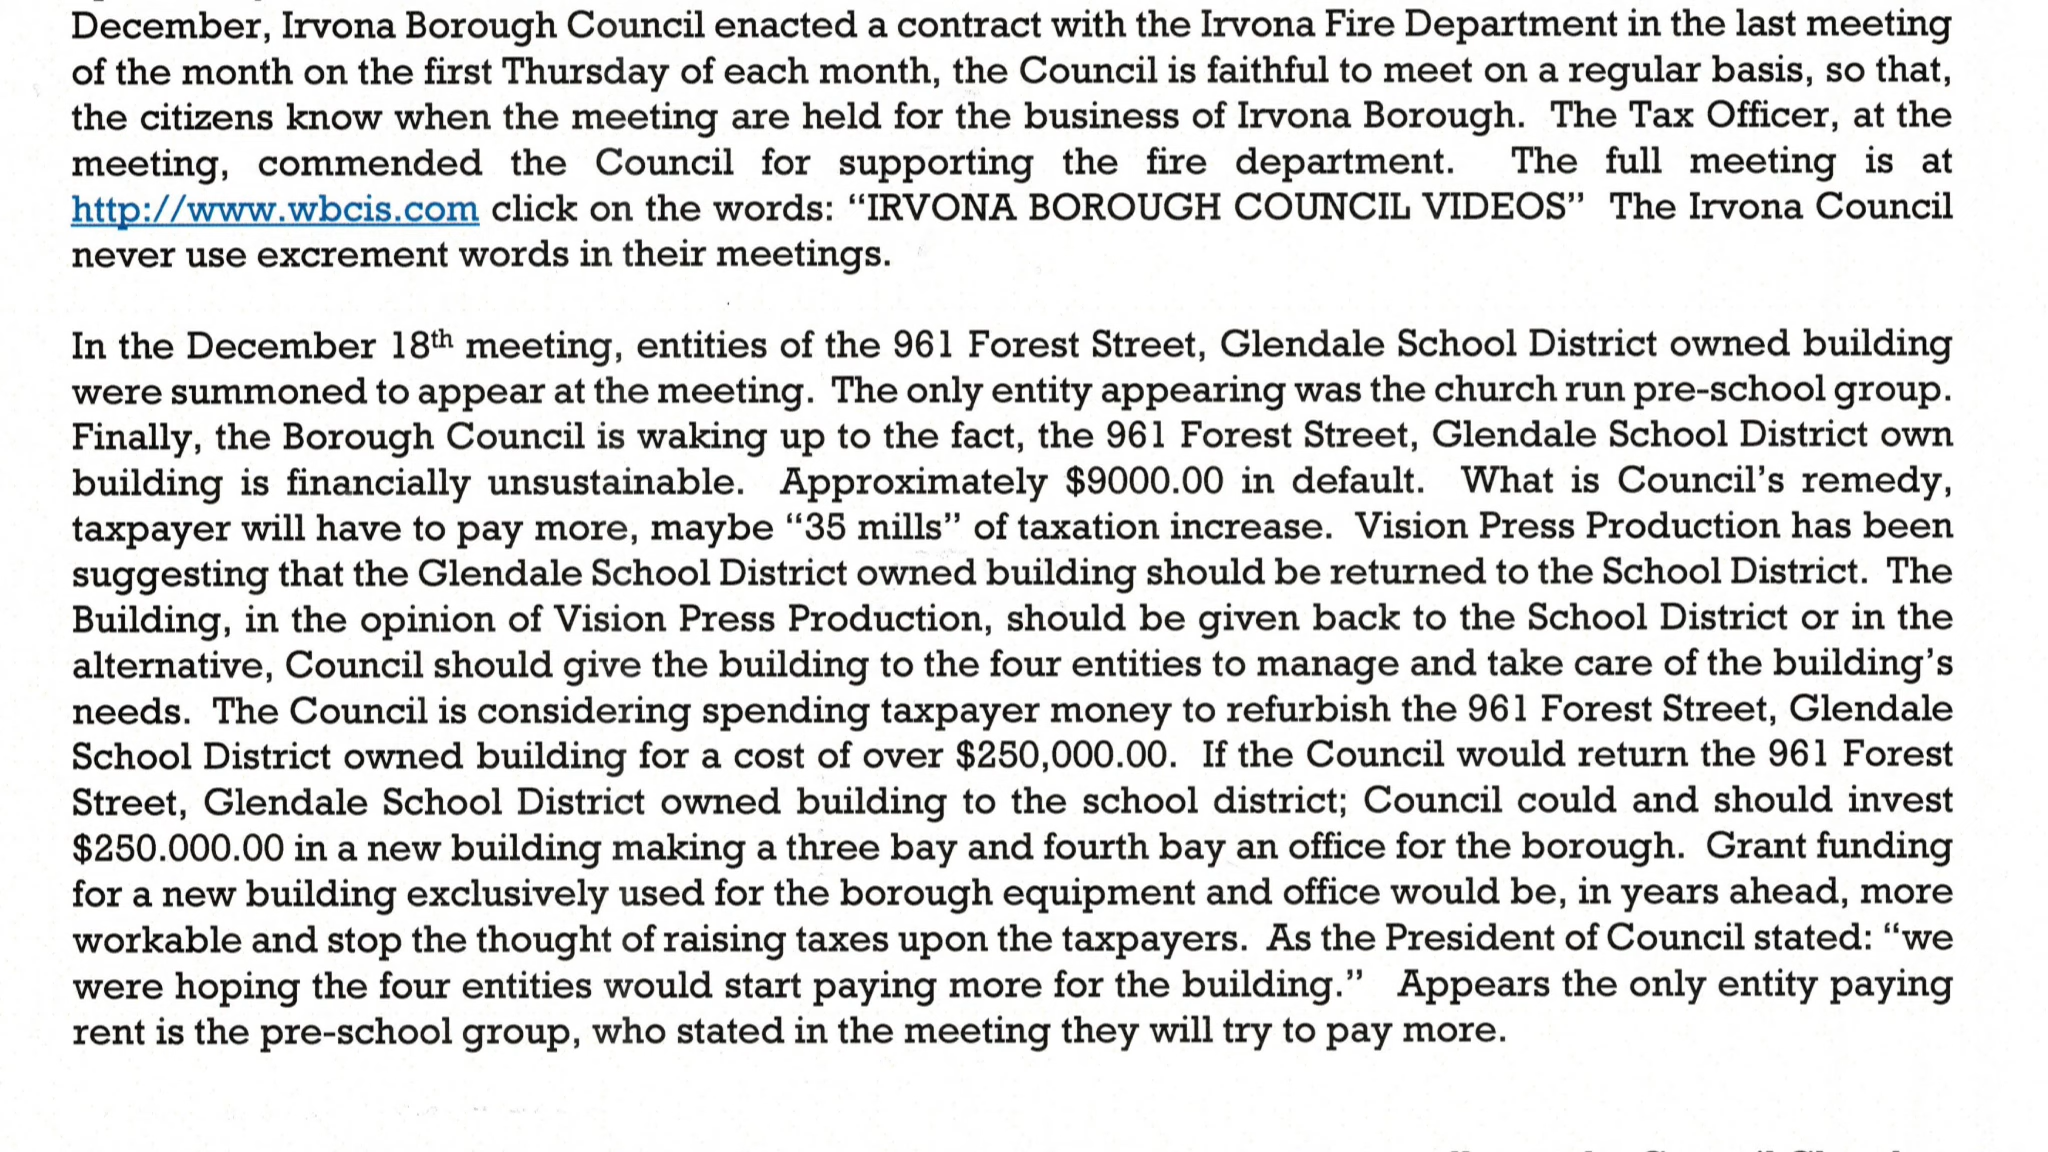 December, Irvona Borough Council enacted a contract with the Irvona Fire Department in the last meeting
of the month on the first Thursday of each month, the Council is faithful to meet on a regular basis, so that,
the citizens know when the meeting are held for the business of Irvona Borough. The Tax Officer, at the
meeting, commended the Council for supporting the fire department. The full meeting is at
http://www.wbcis.com click on the words: “IRVONA BOROUGH COUNCIL VIDEOS” The Irvona Council
never use excrement words in their meetings.
In the December 18th meeting, entities of the 961 Forest Street, Glendale School District owned building
were summoned to appear at the meeting. The only entity appearing was the church run pre-school group.
Finally, the Borough Council is waking up to the fact, the 961 Forest Street, Glendale School District own
building is financially unsustainable. Approximately $9000.00 in default. What is Council’s remedy,
taxpayer will have to pay more, maybe “35 mills” of taxation increase. Vision Press Production has been
suggesting that the Glendale School District owned building should be returned to the School District. The
Building, in the opinion of Vision Press Production, should be given back to the School District or in the
alternative, Council should give the building to the four entities to manage and take care of the building’s
needs. The Council is considering spending taxpayer money to refurbish the 961 Forest Street, Glendale
School District owned building for a cost of over $250,000.00. If the Council would return the 961 Forest
Street, Glendale School District owned building to the school district; Council could and should invest
$250.000.00 in a new building making a three bay and fourth bay an office for the borough. Grant funding
for a new building exclusively used for the borough equipment and office would be, in years ahead, more
workable and stop the thought of raising taxes upon the taxpayers. As the President of Council stated: “we
were hoping the four entities would start paying more for the building.” Appears the only entity paying
rent is the pre-school group, who stated in the meeting they will try to pay more.